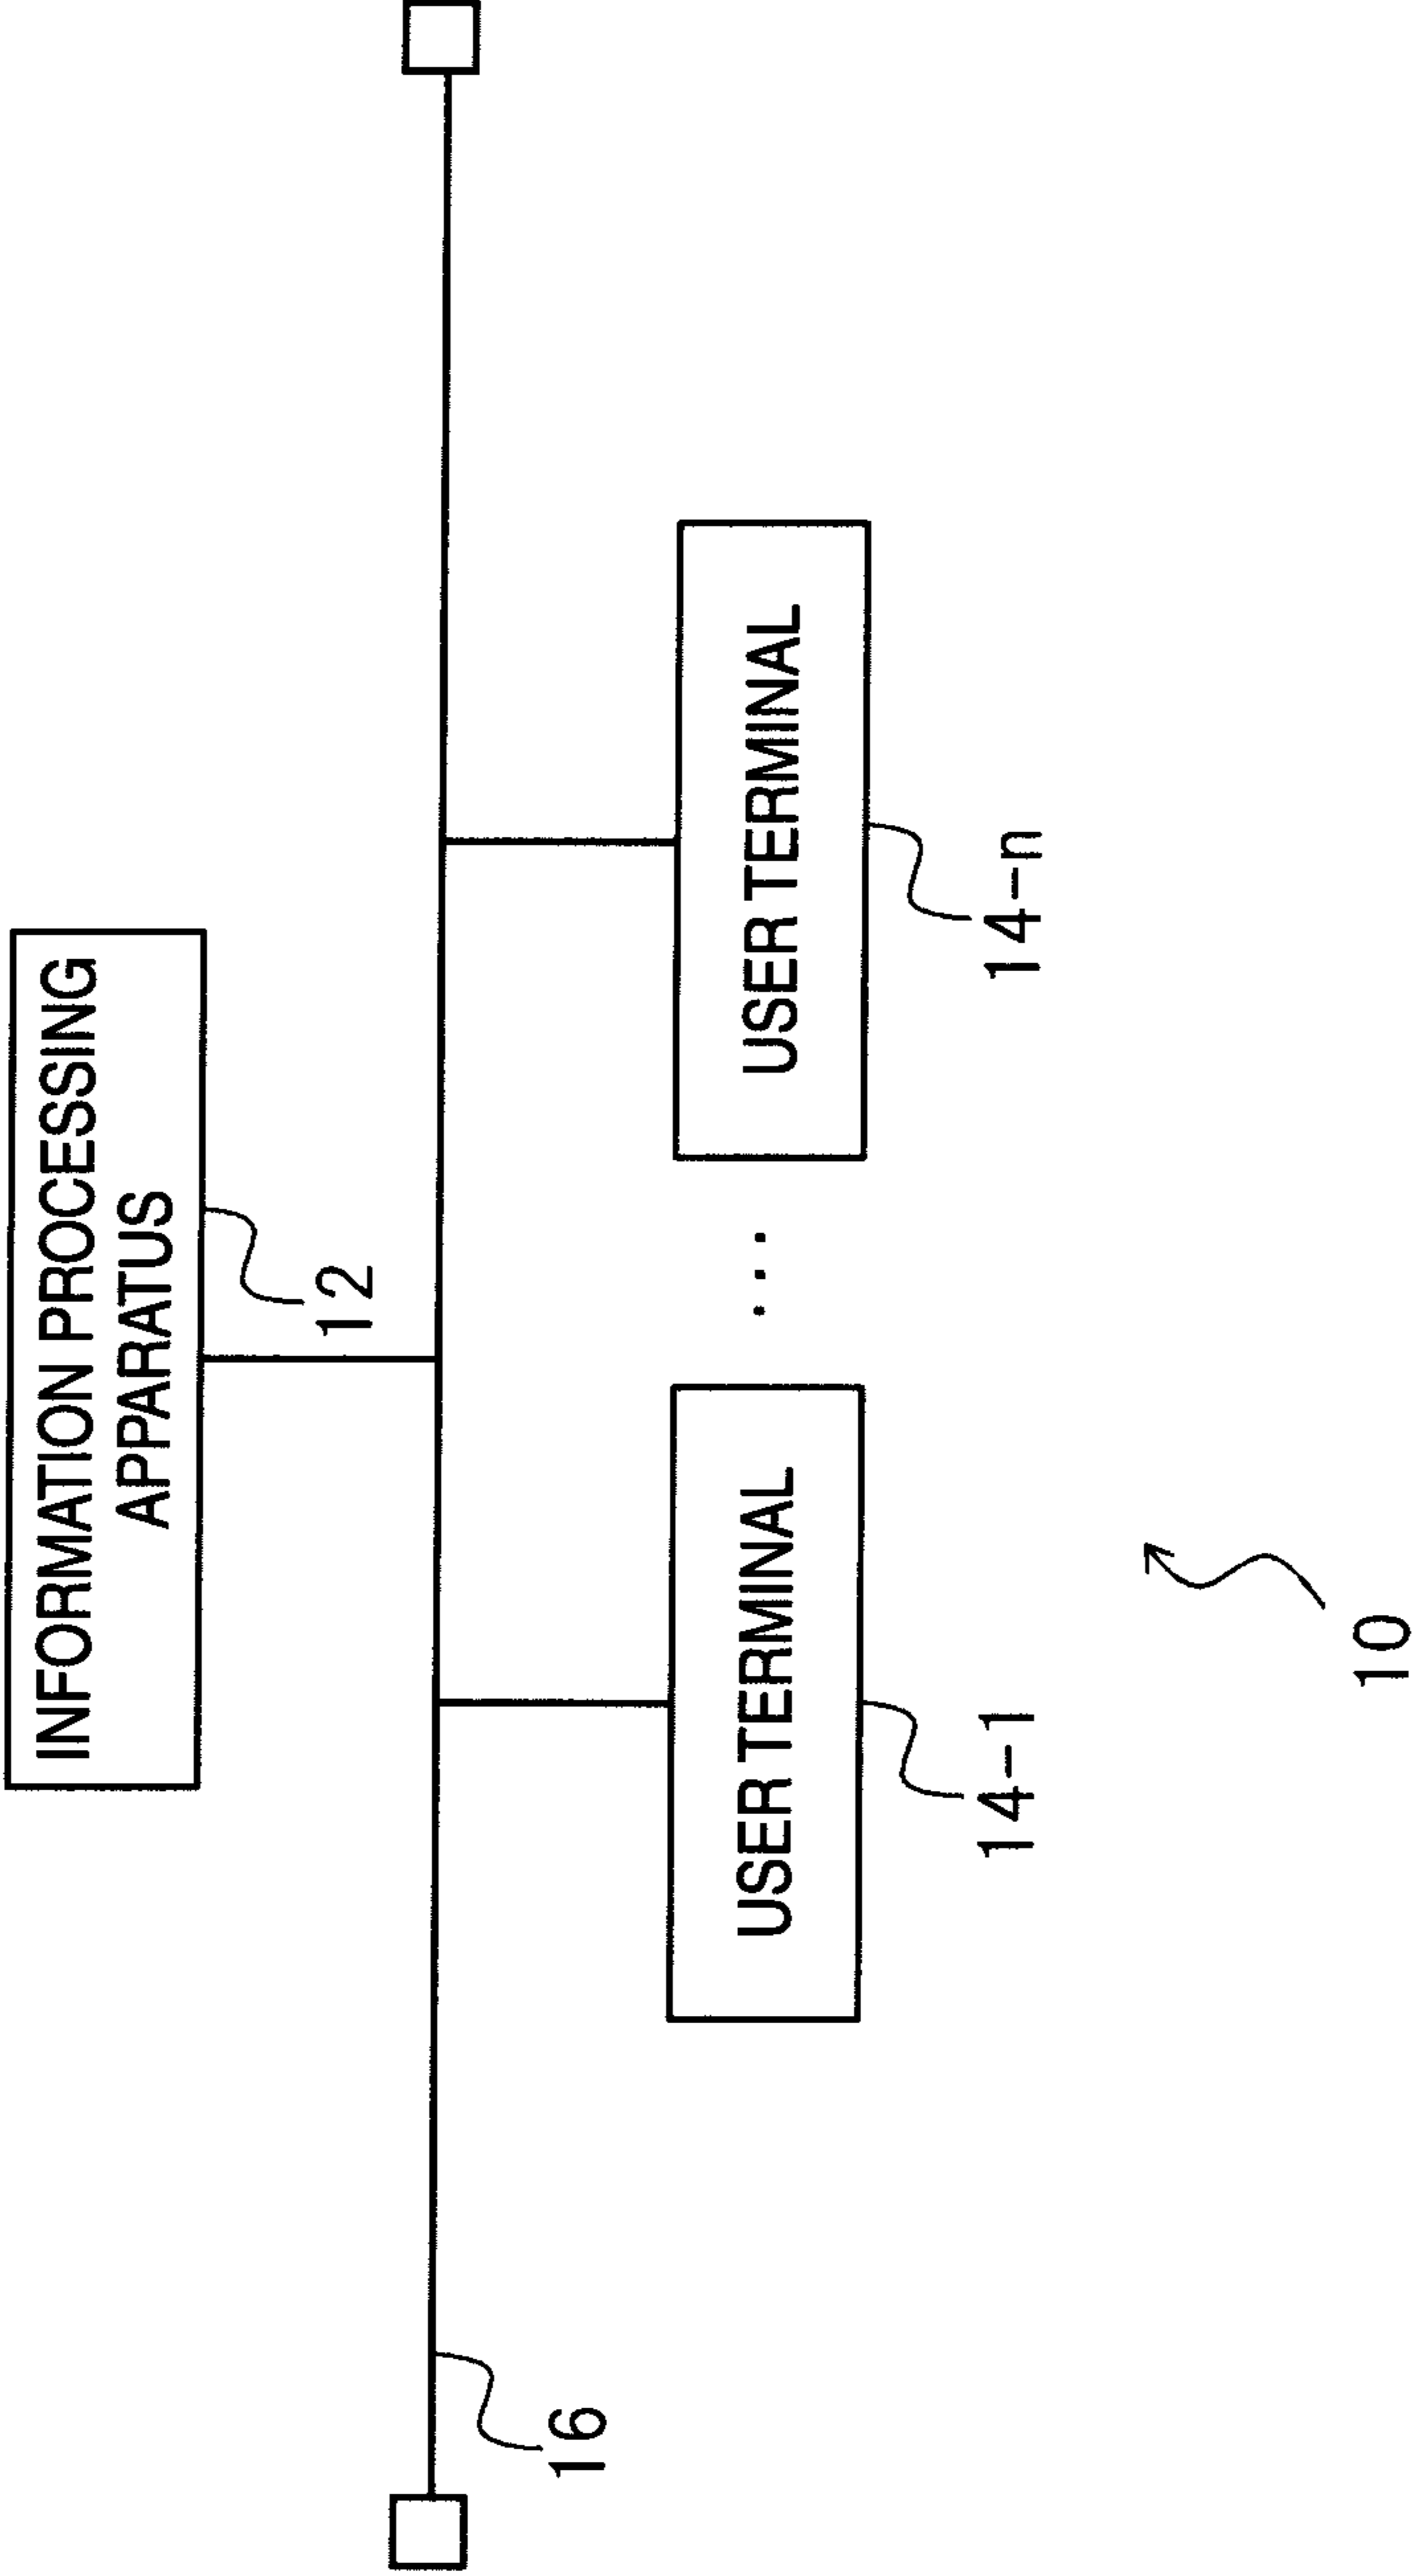 INFORMATION PROCESSING
APPARATUS
12
16
USER TERMINAL
...
USER TERMINAL
14-1
14-n
10